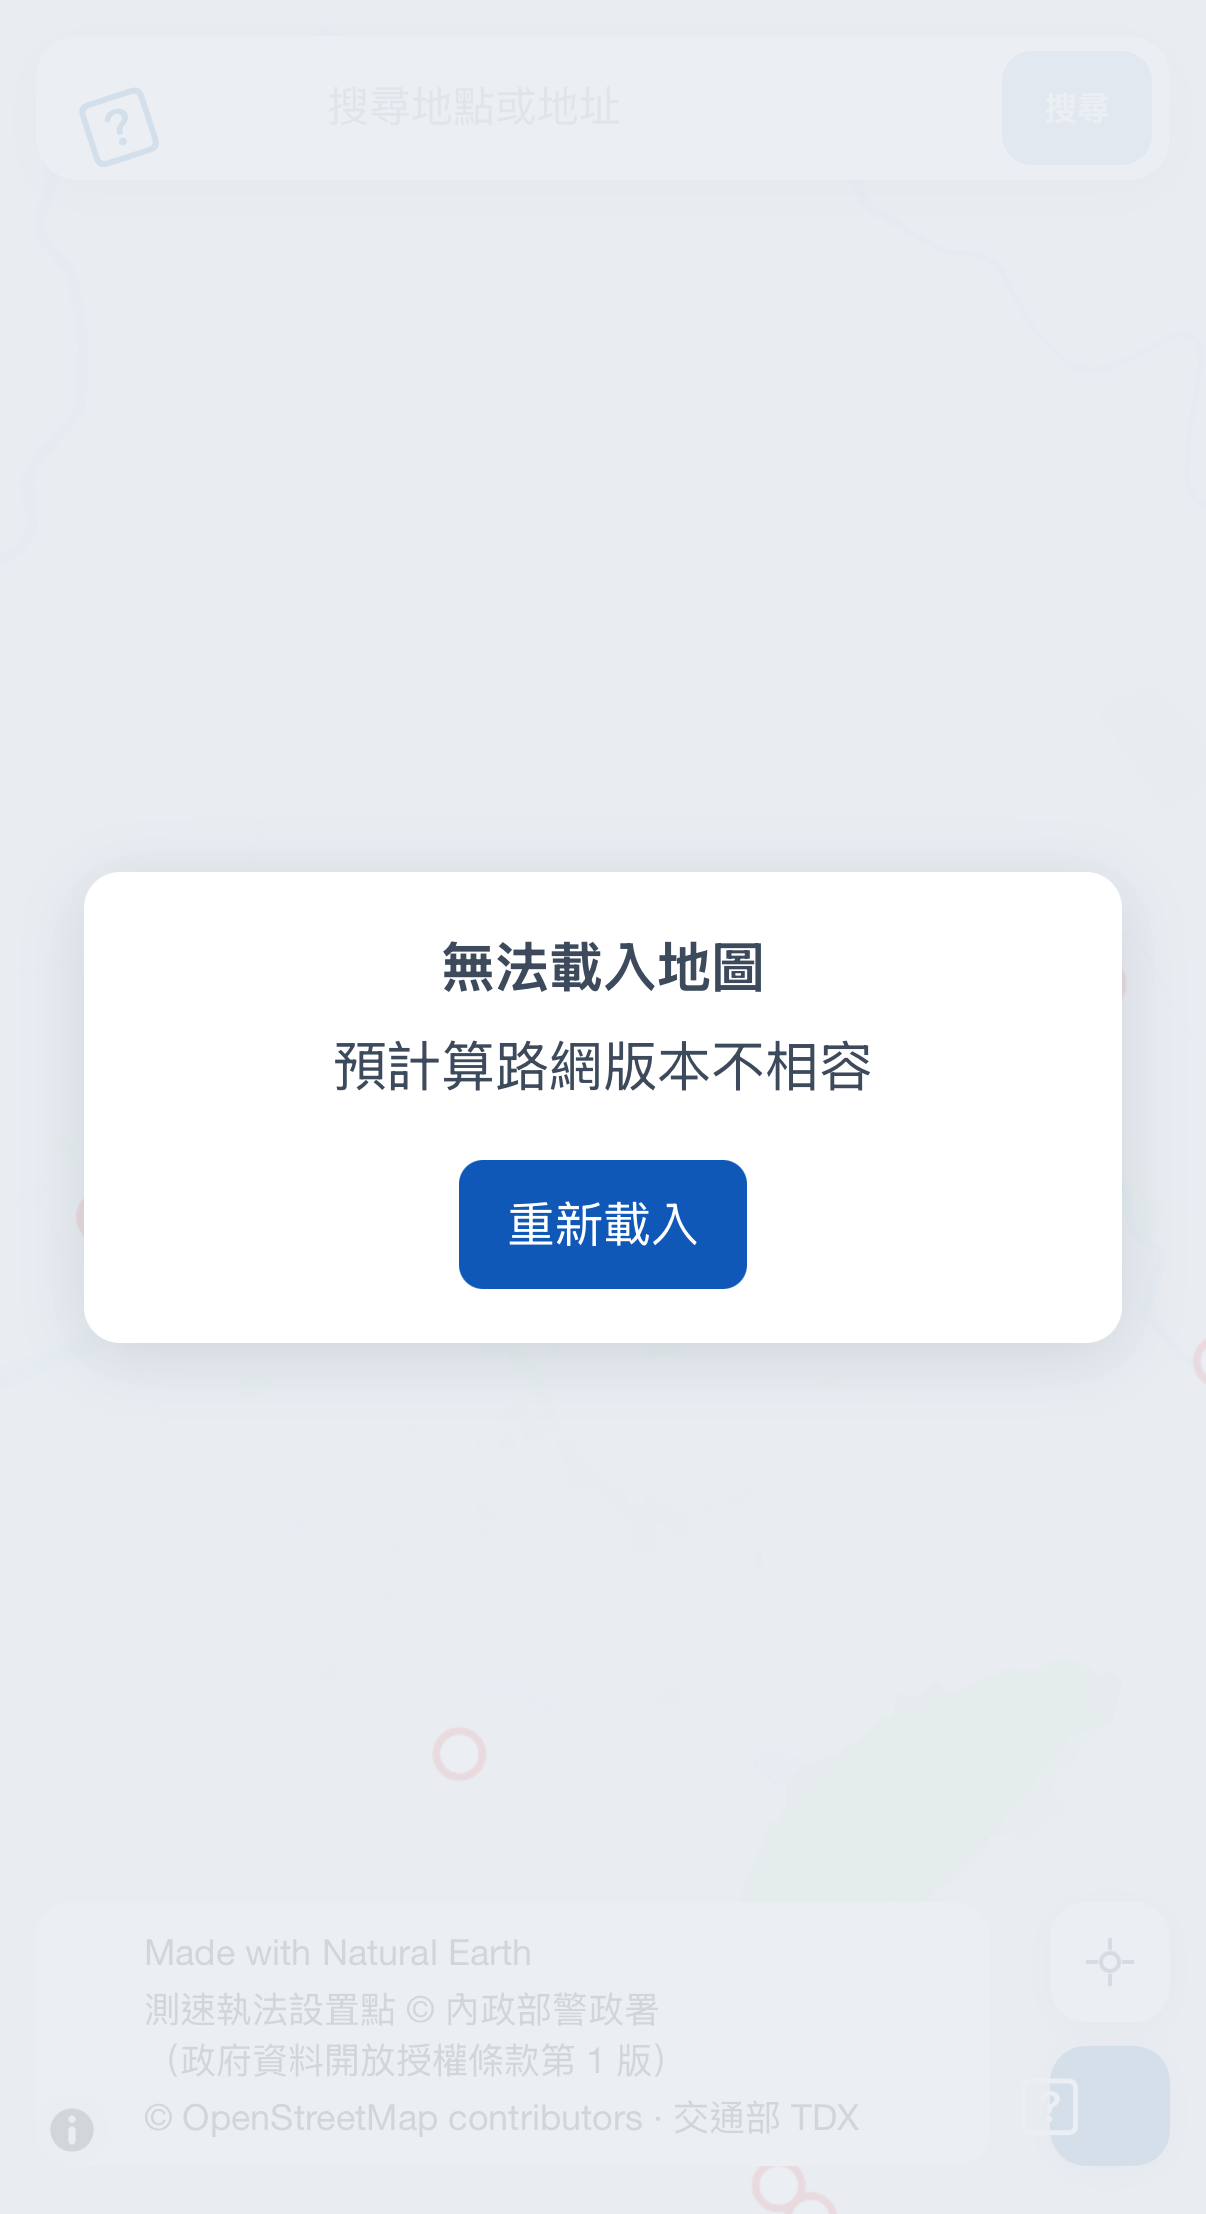 搜尋地點或地址
搜尋
無法載入地圖
預計算路網版本不相容
重新載入
Made with Natural Earth
測速執法設置點 © 內政部警政署
（政府資料開放授權條款第 1 版）
© OpenStreetMap contributors · 交通部 TDX